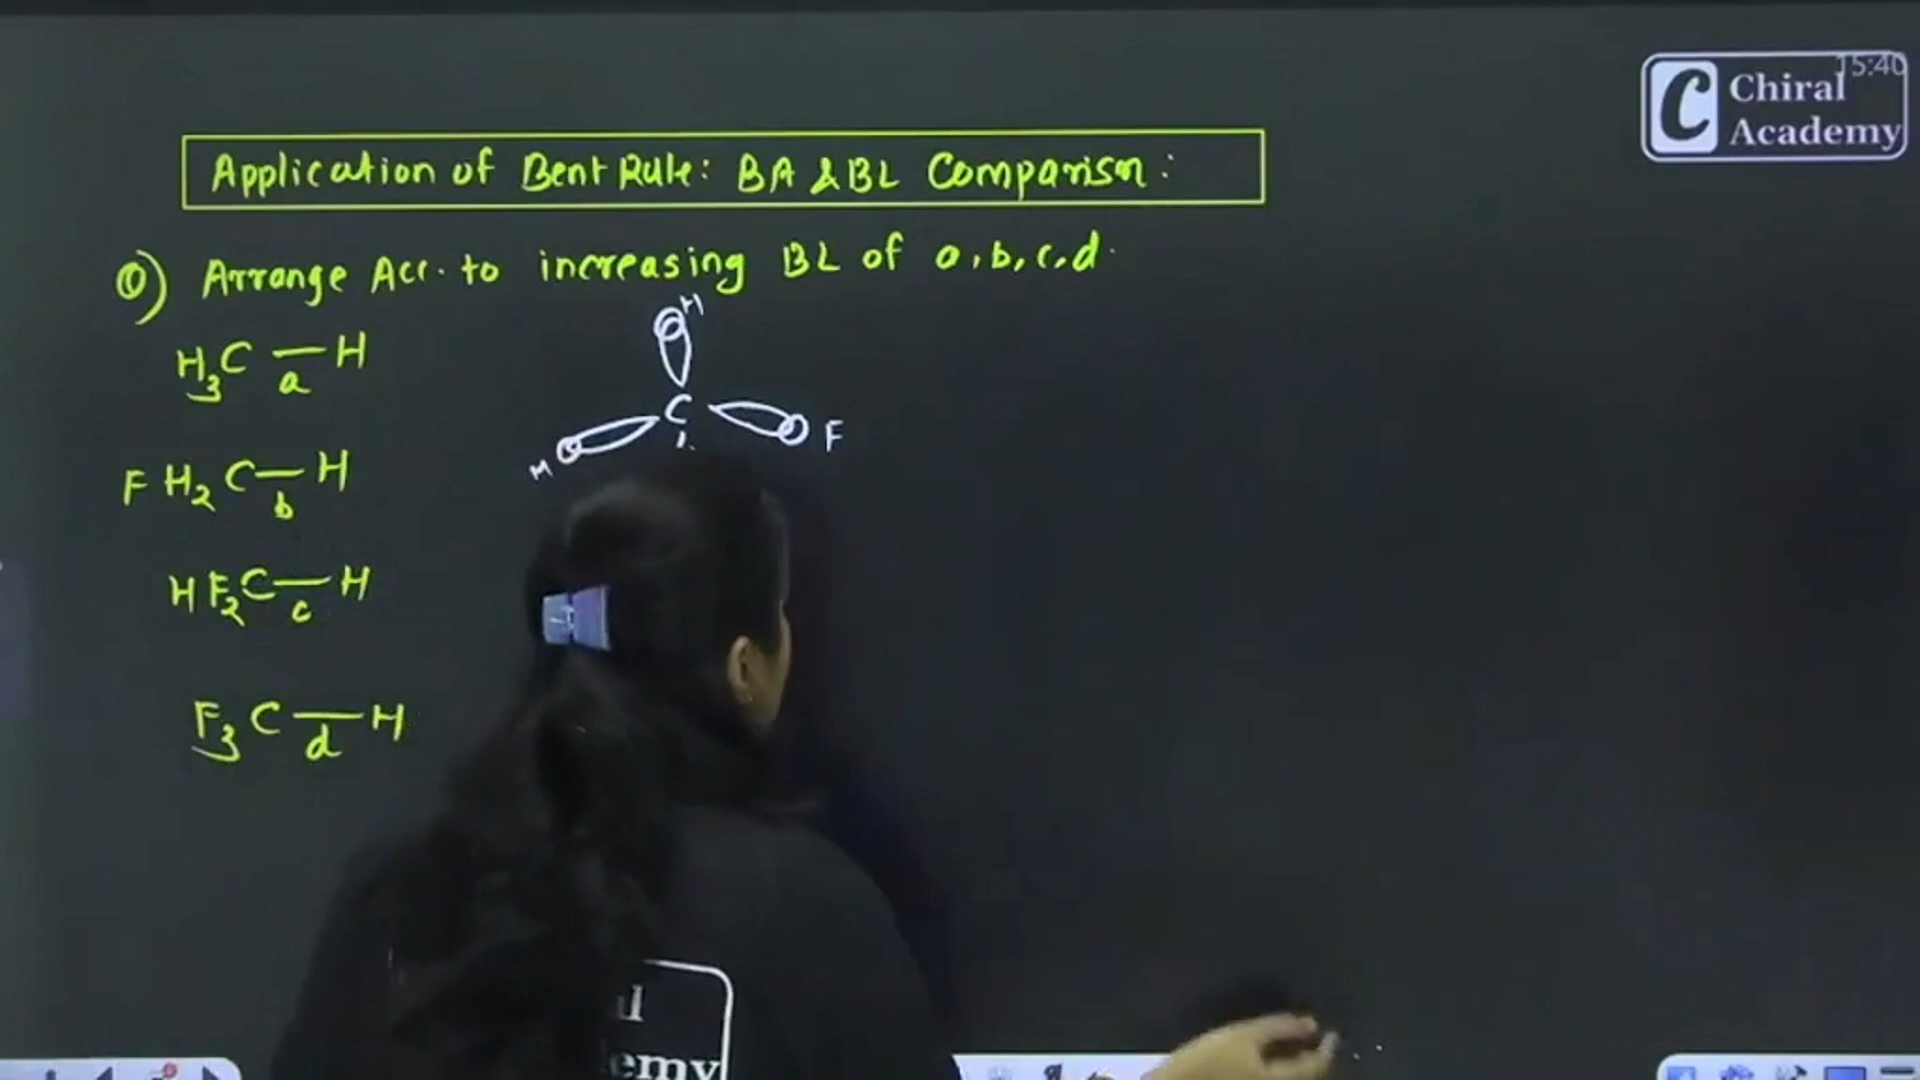 15:40
Chiral
Academy
Application of Bent Rule: BA & BL Comparison:
Q) Arrange Acc. to increasing BL of a, b, c, d.
H3C — H
a
FH2C — H
b
HF2C — H
c
F3C — H
d
H
C
H
F
emy